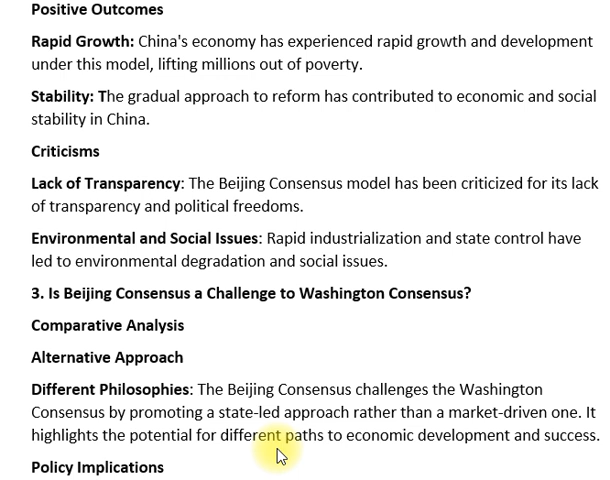 Positive Outcomes
Rapid Growth: China's economy has experienced rapid growth and development
under this model, lifting millions out of poverty.
Stability: The gradual approach to reform has contributed to economic and social
stability in China.
Criticisms
Lack of Transparency: The Beijing Consensus model has been criticized for its lack
of transparency and political freedoms.
Environmental and Social Issues: Rapid industrialization and state control have
led to environmental degradation and social issues.
3. Is Beijing Consensus a Challenge to Washington Consensus?
Comparative Analysis
Alternative Approach
Different Philosophies: The Beijing Consensus challenges the Washington
Consensus by promoting a state-led approach rather than a market-driven one. It
highlights the potential for different paths to economic development and success.
Policy Implications